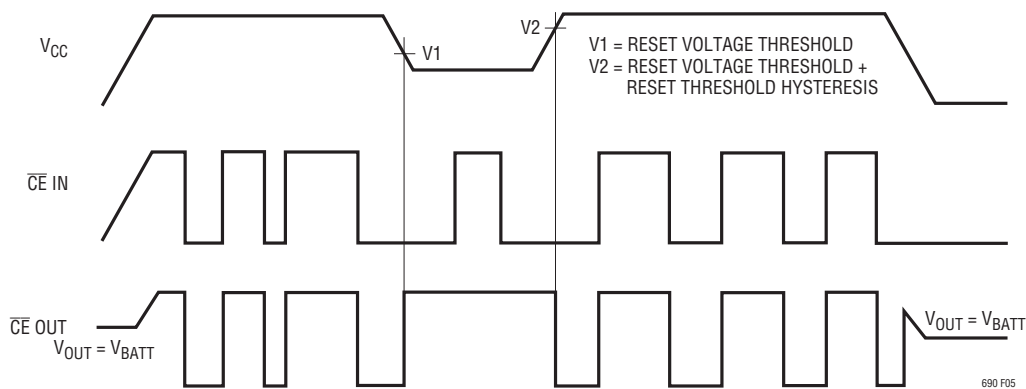 V2
V1 = RESET VOLTAGE THRESHOLD
VCC
V1
V2 = RESET VOLTAGE THRESHOLD +
RESET THRESHOLD HYSTERESIS
CE IN
CE OUT
VOUT = VBATT
VOUT = VBATT
690 F05